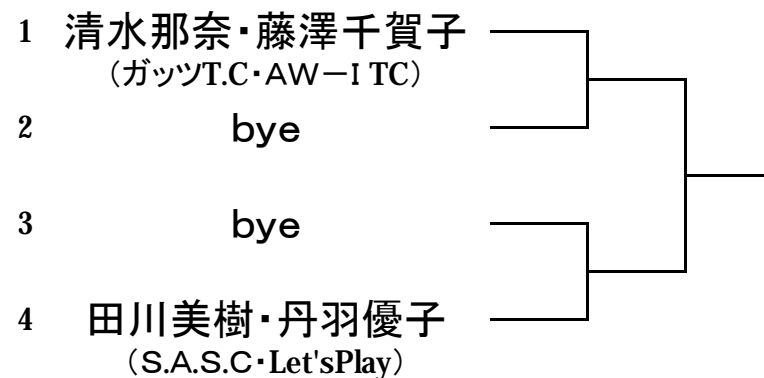 1 清水那奈・藤澤千賀子
（ガッツT.C・AW－I TC）
2 bye
3 bye
4 田川美樹・丹羽優子
（S.A.S.C・Let'sPlay）